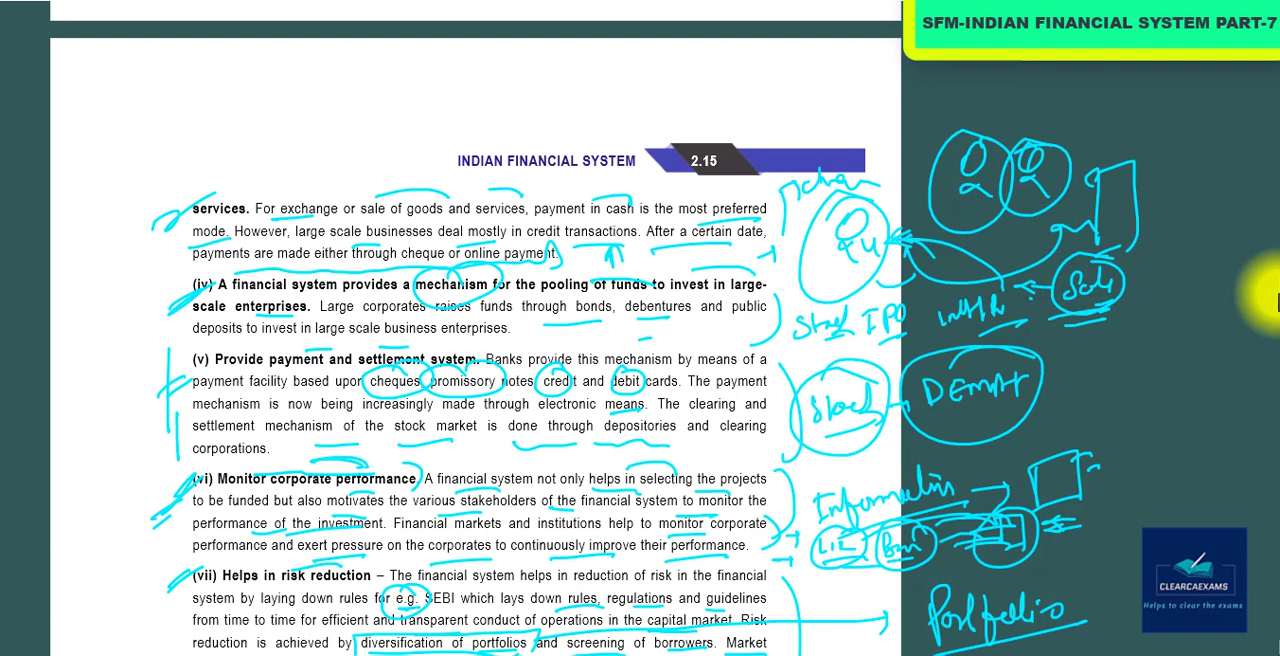 SFM-INDIAN FINANCIAL SYSTEM PART-7
INDIAN FINANCIAL SYSTEM 2.15
services. For exchange or sale of goods and services, payment in cash is the most preferred
mode. However, large scale businesses deal mostly in credit transactions. After a certain date,
payments are made either through cheque or online payment.
(iv) A financial system provides a mechanism for the pooling of funds to invest in large-
scale enterprises. Large corporates raises funds through bonds, debentures and public
deposits to invest in large scale business enterprises.
(v) Provide payment and settlement system. Banks provide this mechanism by means of a
payment facility based upon cheques, promissory notes, credit and debit cards. The payment
mechanism is now being increasingly made through electronic means. The clearing and
settlement mechanism of the stock market is done through depositories and clearing
corporations.
(vi) Monitor corporate performance. A financial system not only helps in selecting the projects
to be funded but also motivates the various stakeholders of the financial system to monitor the
performance of the investment. Financial markets and institutions help to monitor corporate
performance and exert pressure on the corporates to continuously improve their performance.
(vii) Helps in risk reduction – The financial system helps in reduction of risk in the financial
system by laying down rules for e.g. SEBI which lays down rules, regulations and guidelines
from time to time for efficient and transparent conduct of operations in the capital market. Risk
reduction is achieved by diversification of portfolios and screening of borrowers. Market
Stock IPO
Stock
DEMAT
Information
LIC
Portfolio
CLEARCAEXAMS
Helps to clear the exams